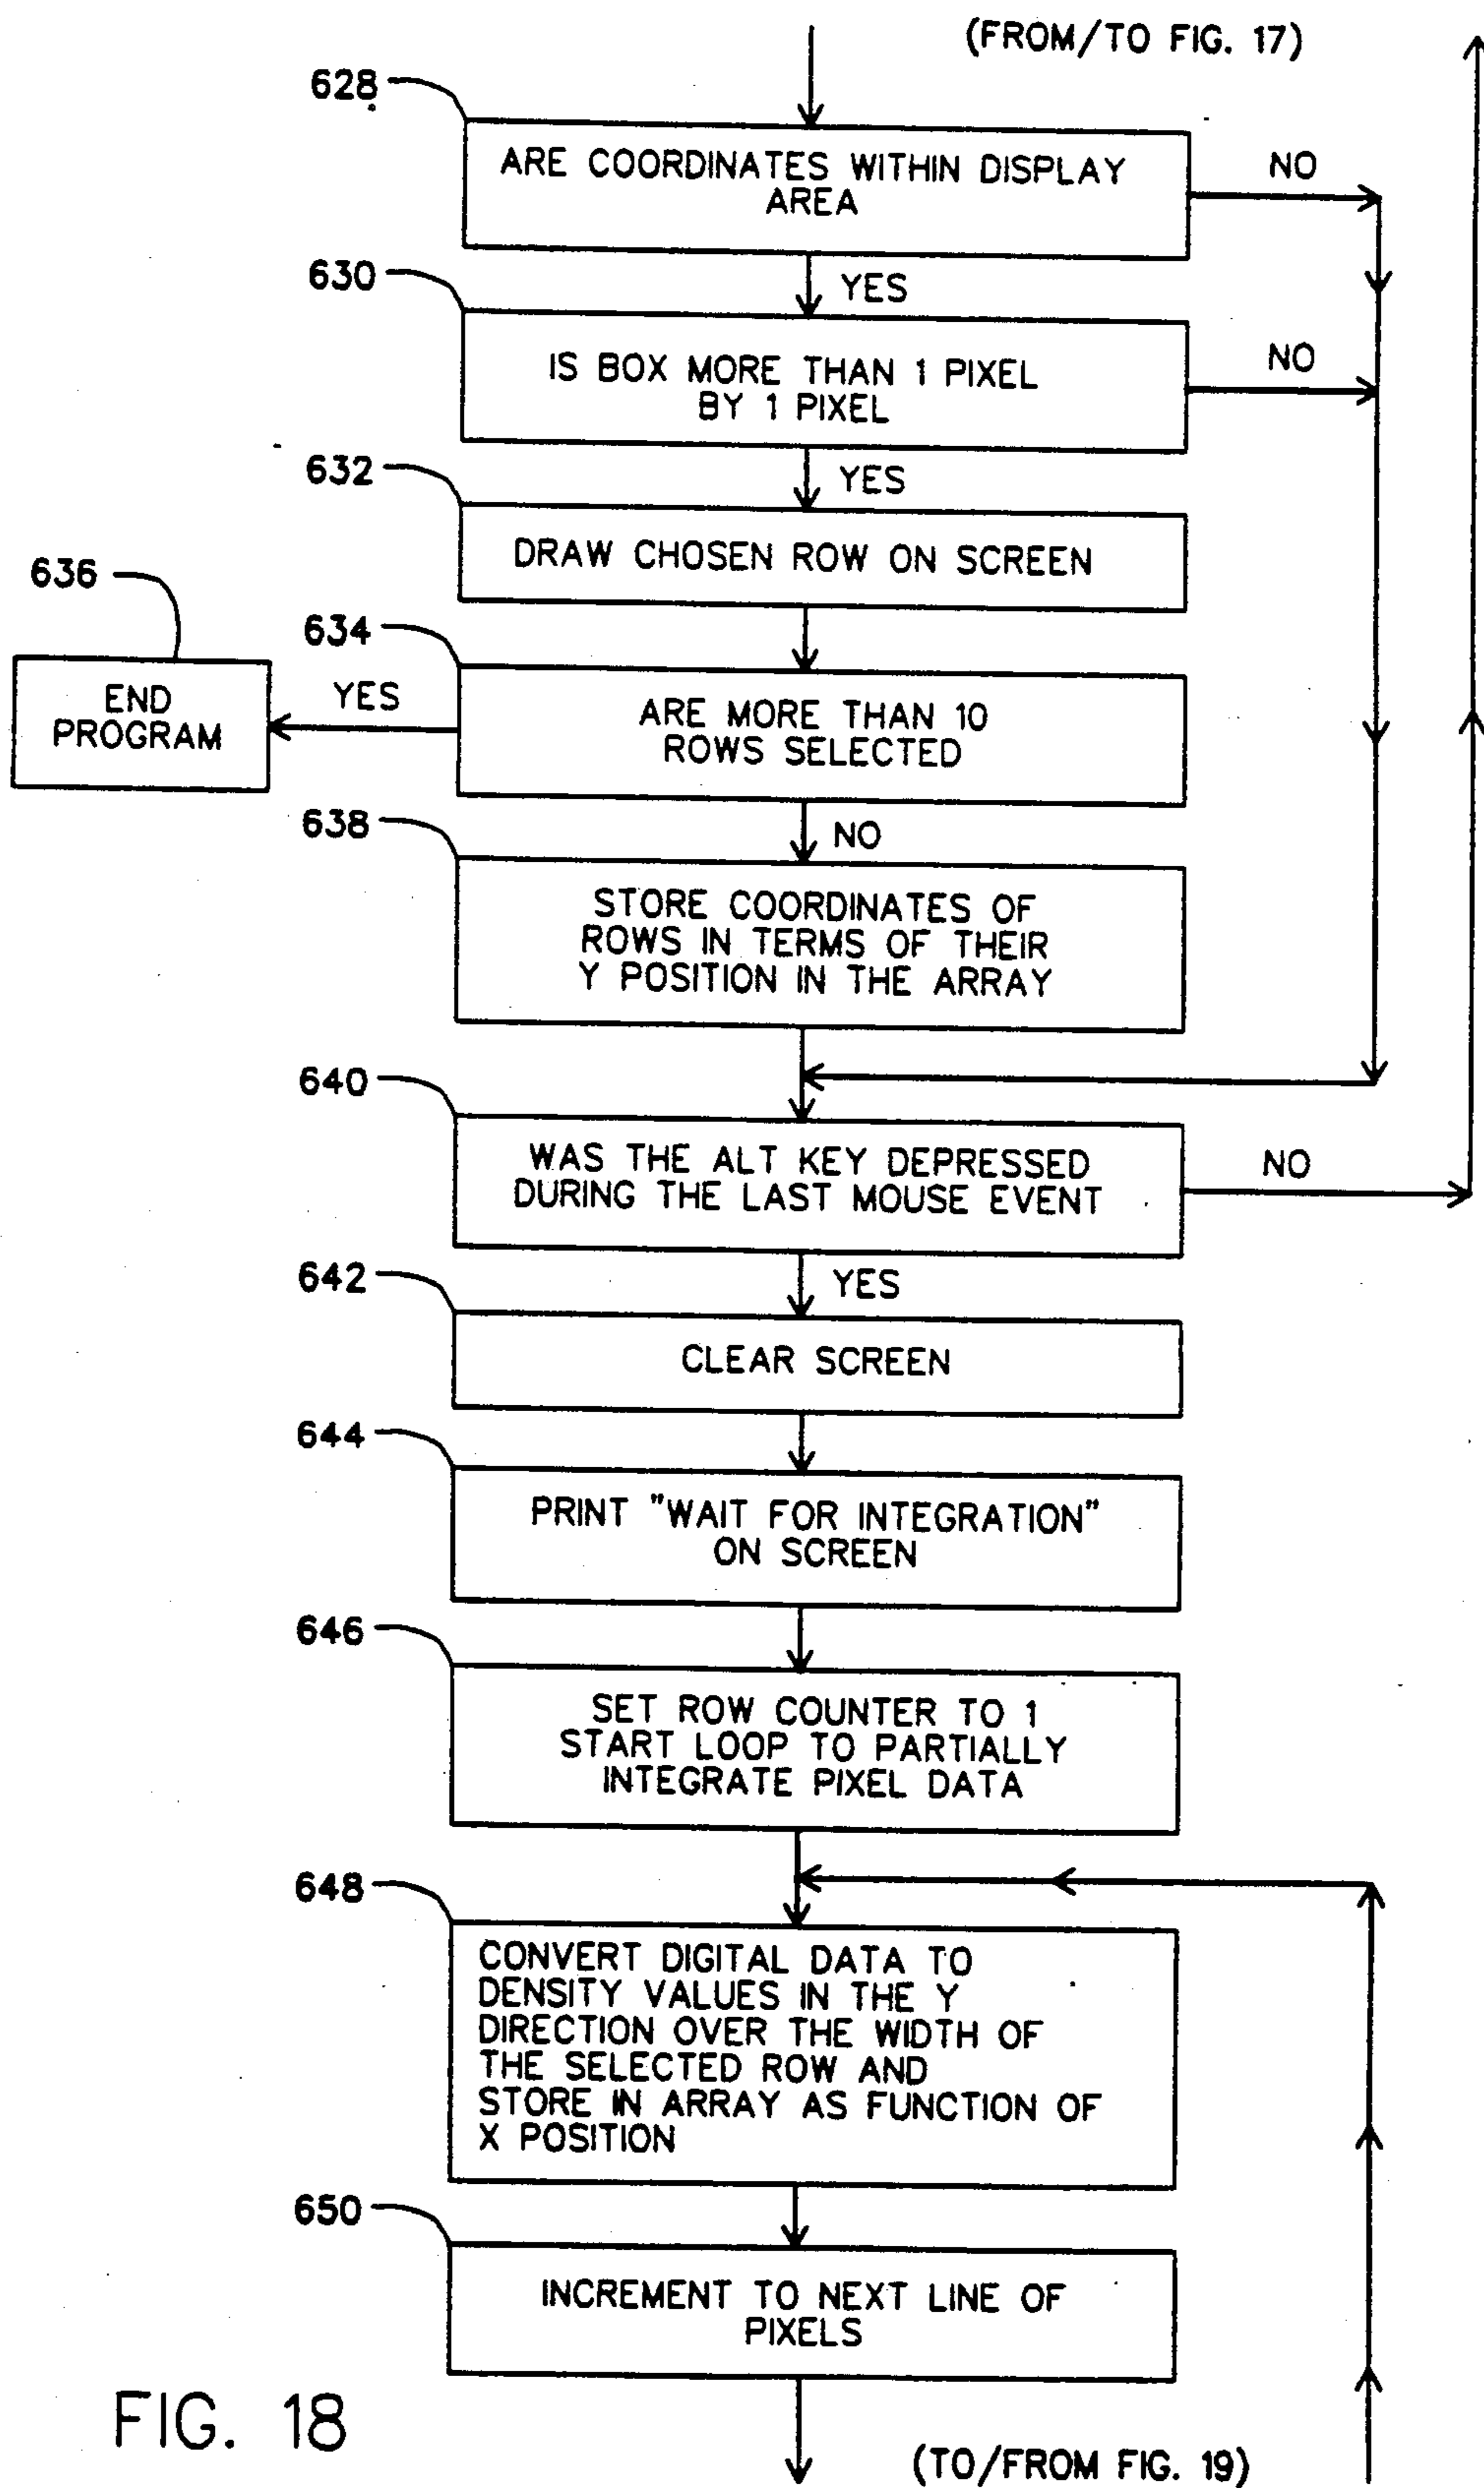 (FROM/TO FIG. 17)
628
ARE COORDINATES WITHIN DISPLAY
AREA
NO
YES
630
IS BOX MORE THAN 1 PIXEL
BY 1 PIXEL
NO
YES
632
DRAW CHOSEN ROW ON SCREEN
636
END
PROGRAM
YES
634
ARE MORE THAN 10
ROWS SELECTED
NO
638
STORE COORDINATES OF
ROWS IN TERMS OF THEIR
Y POSITION IN THE ARRAY
640
WAS THE ALT KEY DEPRESSED
DURING THE LAST MOUSE EVENT
NO
YES
642
CLEAR SCREEN
644
PRINT "WAIT FOR INTEGRATION"
ON SCREEN
646
SET ROW COUNTER TO 1
START LOOP TO PARTIALLY
INTEGRATE PIXEL DATA
648
CONVERT DIGITAL DATA TO
DENSITY VALUES IN THE Y
DIRECTION OVER THE WIDTH OF
THE SELECTED ROW AND
STORE IN ARRAY AS FUNCTION OF
X POSITION
650
INCREMENT TO NEXT LINE OF
PIXELS
FIG. 18
(TO/FROM FIG. 19)